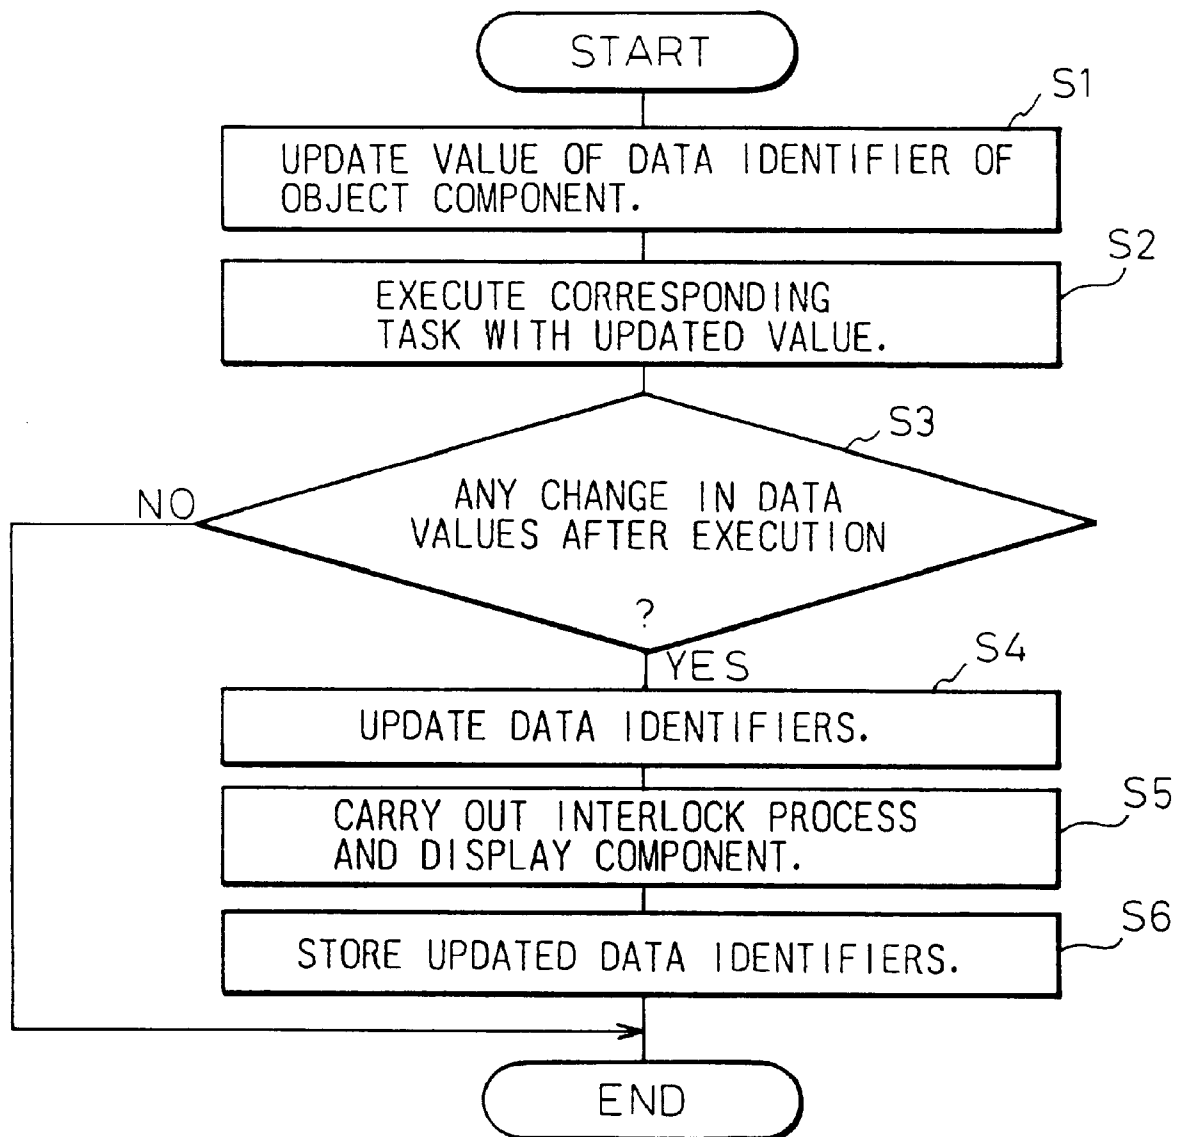 START
S1
UPDATE VALUE OF DATA IDENTIFIER OF
OBJECT COMPONENT.
S2
EXECUTE CORRESPONDING
TASK WITH UPDATED VALUE.
S3
NO
ANY CHANGE IN DATA
VALUES AFTER EXECUTION
?
YES
S4
UPDATE DATA IDENTIFIERS.
S5
CARRY OUT INTERLOCK PROCESS
AND DISPLAY COMPONENT.
S6
STORE UPDATED DATA IDENTIFIERS.
END